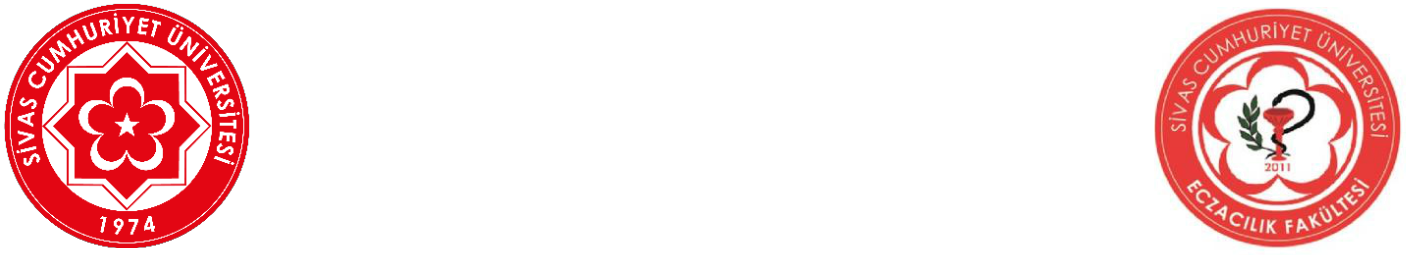 SİVAS CUMHURİYET ÜNİVERSİTESİ
1974
SİVAS CUMHURİYET ÜNİVERSİTESİ
2011
ECZACILIK FAKÜLTESİ